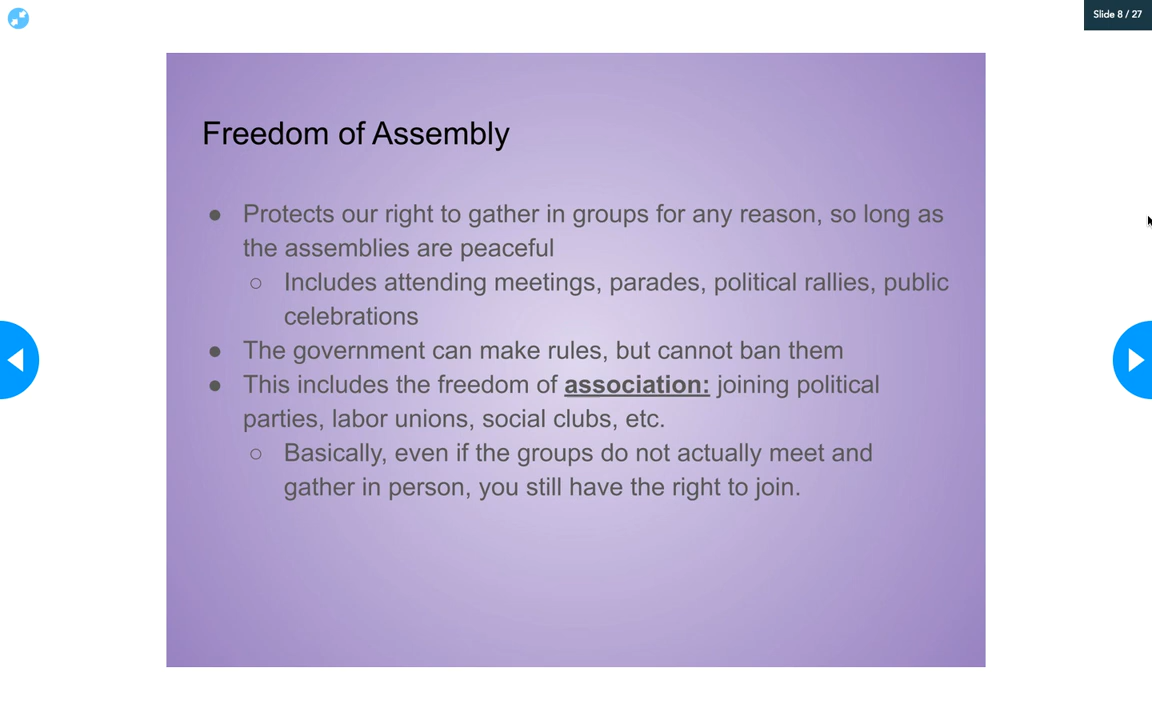 Slide 8 / 27
Freedom of Assembly
● Protects our right to gather in groups for any reason, so long as
the assemblies are peaceful
○ Includes attending meetings, parades, political rallies, public
celebrations
● The government can make rules, but cannot ban them
● This includes the freedom of association: joining political
parties, labor unions, social clubs, etc.
○ Basically, even if the groups do not actually meet and
gather in person, you still have the right to join.